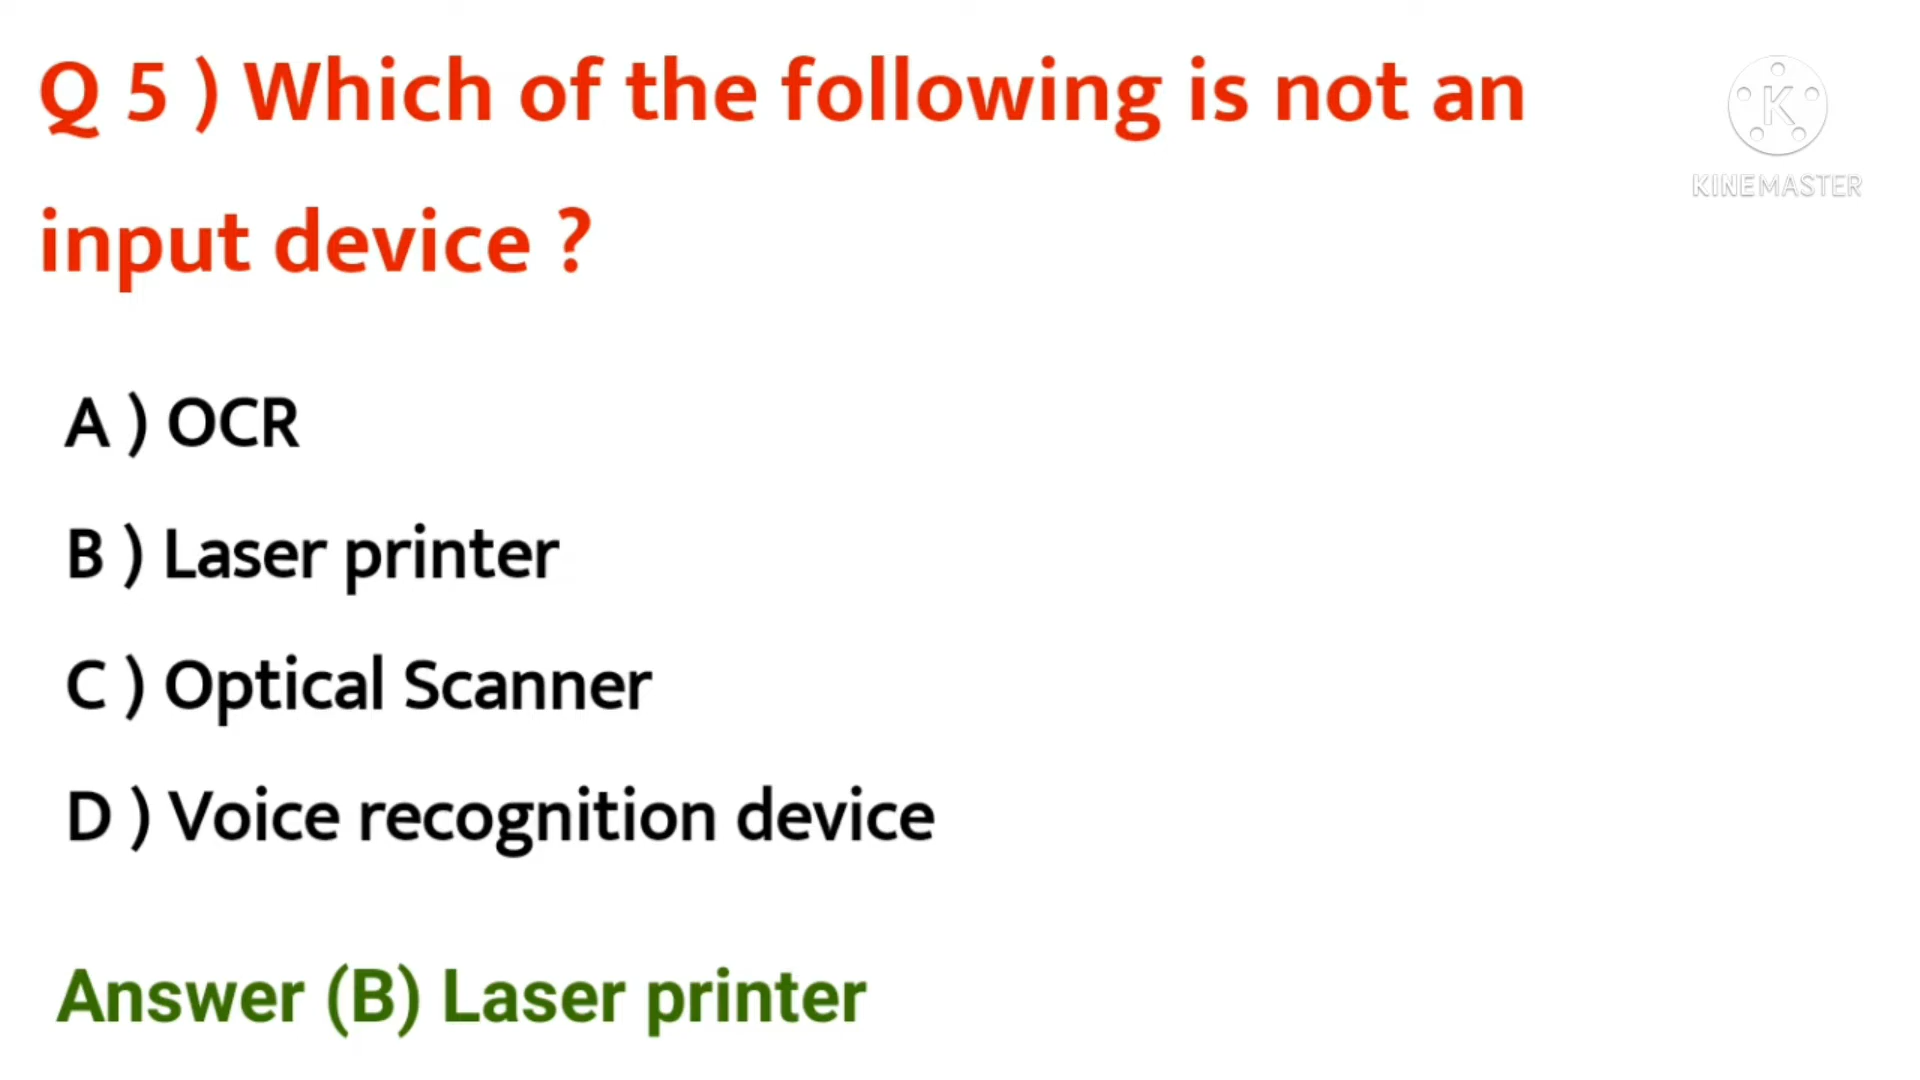 Q 5 ) Which of the following is not an
input device ?
K
KINEMASTER
A ) OCR
B ) Laser printer
C ) Optical Scanner
D ) Voice recognition device
Answer (B) Laser printer